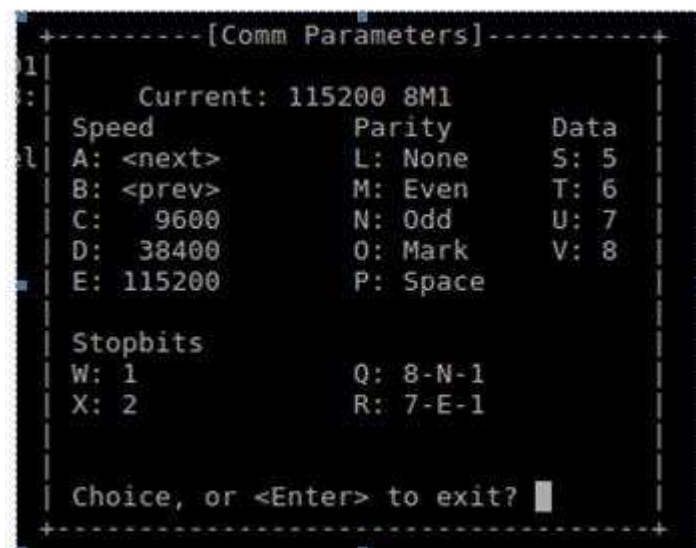 +---------[Comm Parameters]----------+
Current: 115200 8M1
Speed Parity Data
A: <next> L: None S: 5
B: <prev> M: Even T: 6
C: 9600 N: Odd U: 7
D: 38400 O: Mark V: 8
E: 115200 P: Space
Stopbits
W: 1 Q: 8-N-1
X: 2 R: 7-E-1
Choice, or <Enter> to exit?